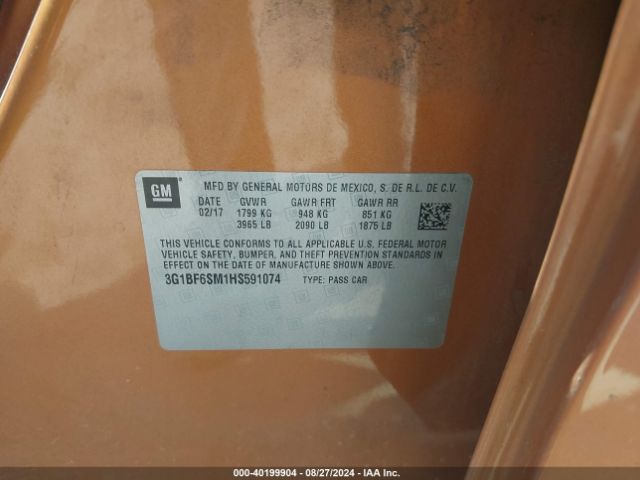 GM
MFD BY GENERAL MOTORS DE MEXICO, S. DE R.L. DE C.V.
DATE GVWR GAWR FRT GAWR RR
02/17 1799 KG 948 KG 851 KG
3965 LB 2090 LB 1875 LB
THIS VEHICLE CONFORMS TO ALL APPLICABLE U.S. FEDERAL MOTOR
VEHICLE SAFETY, BUMPER, AND THEFT PREVENTION STANDARDS IN
EFFECT ON THE DATE OF MANUFACTURE SHOWN ABOVE.
3G1BF6SM1HS591074 TYPE: PASS CAR
000-40199904 - 08/27/2024 - IAA Inc.